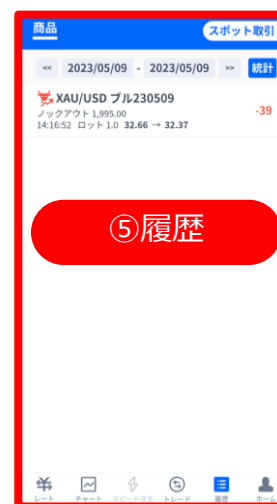 商品 スポット取引
<< 2023/05/09 - 2023/05/09 >> 統計
XAU/USD ブル230509
ノックアウト 1,995.00 -39
14:16:52 ロット 1.0 32.66 → 32.37
⑤履歴
レート チャート スピード注文 トレード 履歴 ホーム